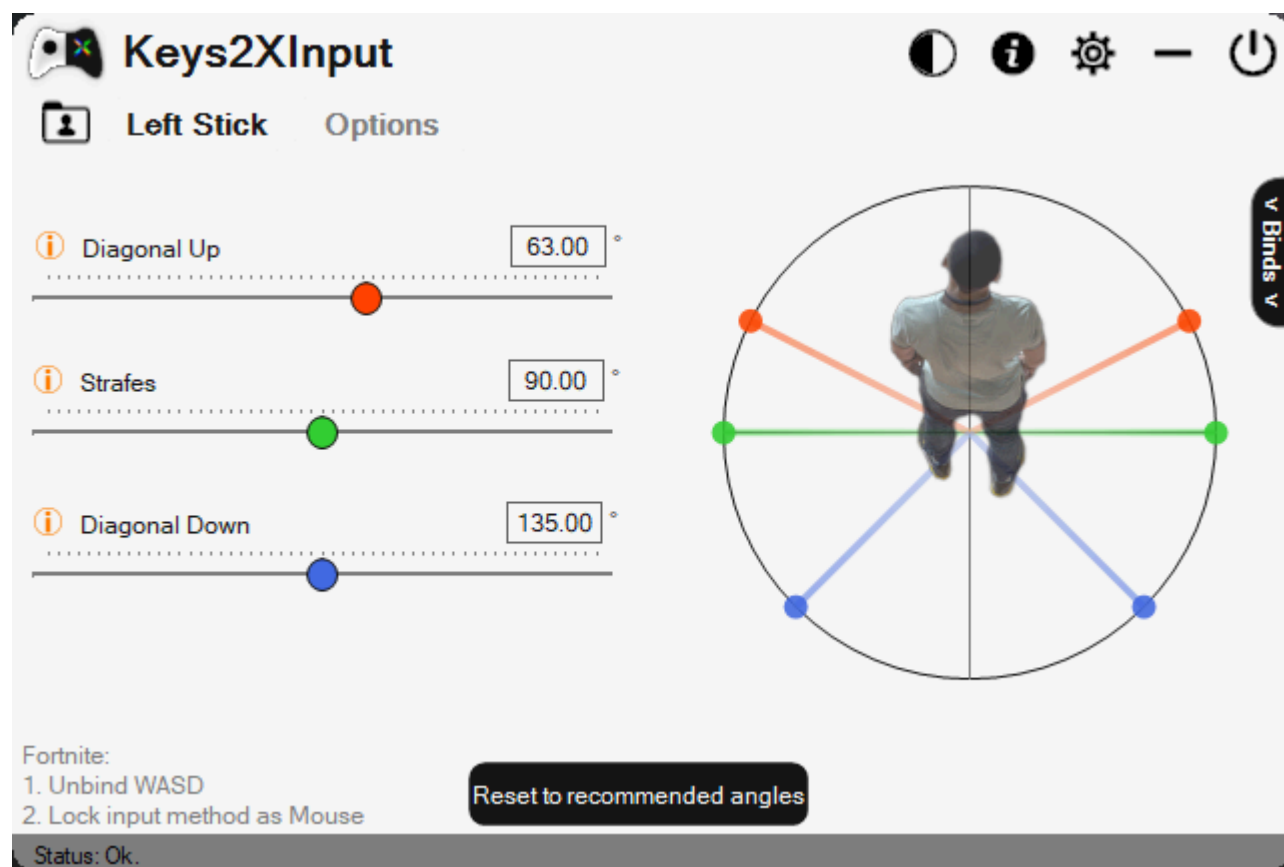 Keys2XInput
Left Stick
Options
Diagonal Up
63.00 °
Strafes
90.00 °
Diagonal Down
135.00 °
< Binds <
Fortnite:
1. Unbind WASD
2. Lock input method as Mouse
Reset to recommended angles
Status: Ok.